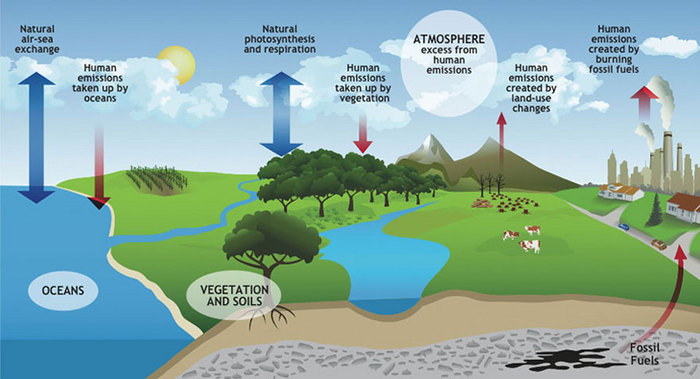 Natural
air-sea
exchange
Human
emissions
taken up by
oceans
Natural
photosynthesis
and respiration
Human
emissions
taken up by
vegetation
ATMOSPHERE
excess from
human
emissions
Human
emissions
created by
land-use
changes
Human
emissions
created by
burning
fossil fuels
OCEANS
VEGETATION
AND SOILS
Fossil
Fuels